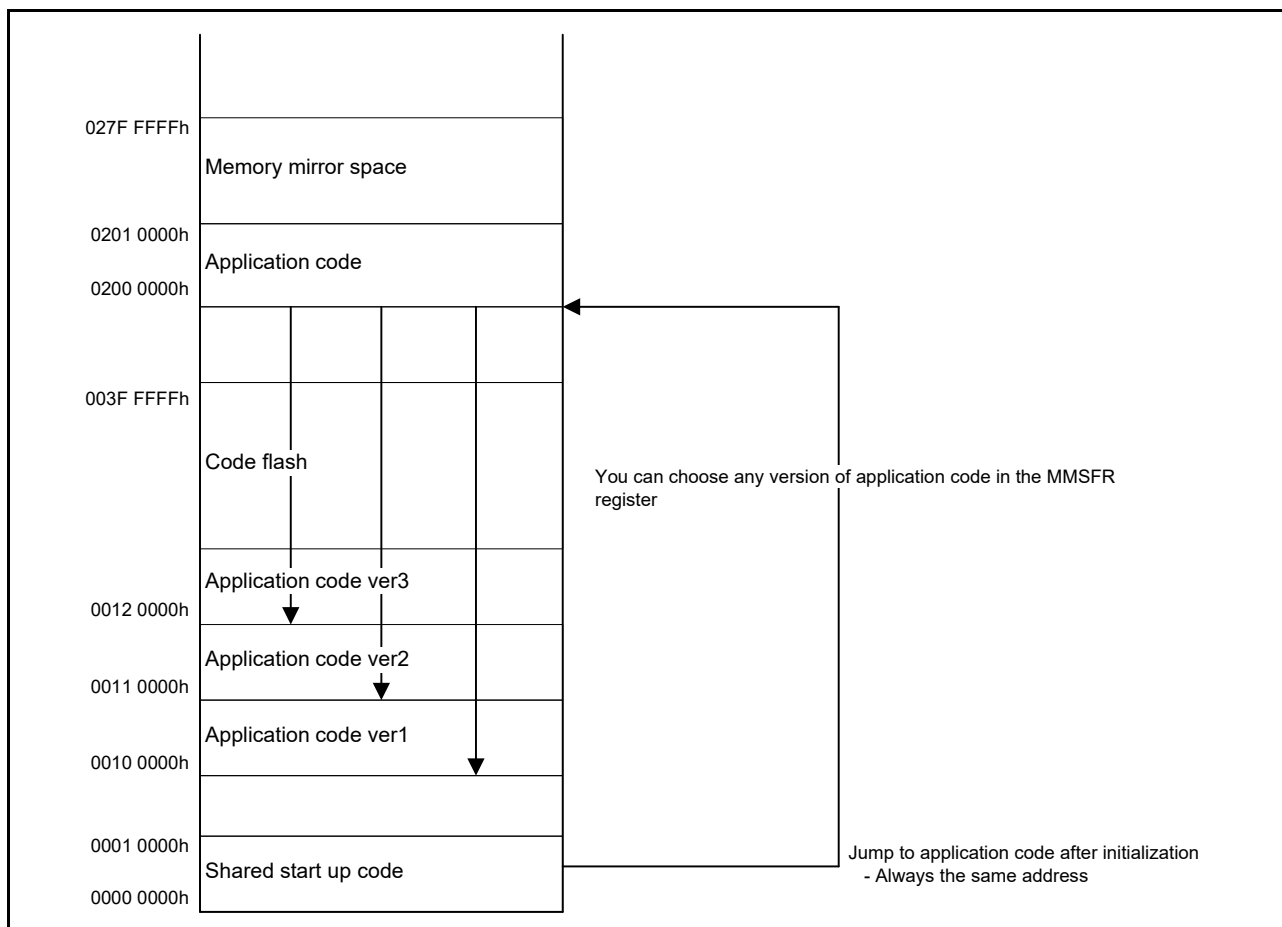 027F FFFFh
Memory mirror space
0201 0000h
Application code
0200 0000h
003F FFFFh
Code flash
You can choose any version of application code in the MMSFR
register
Application code ver3
0012 0000h
Application code ver2
0011 0000h
Application code ver1
0010 0000h
0001 0000h
Shared start up code
0000 0000h
Jump to application code after initialization
- Always the same address